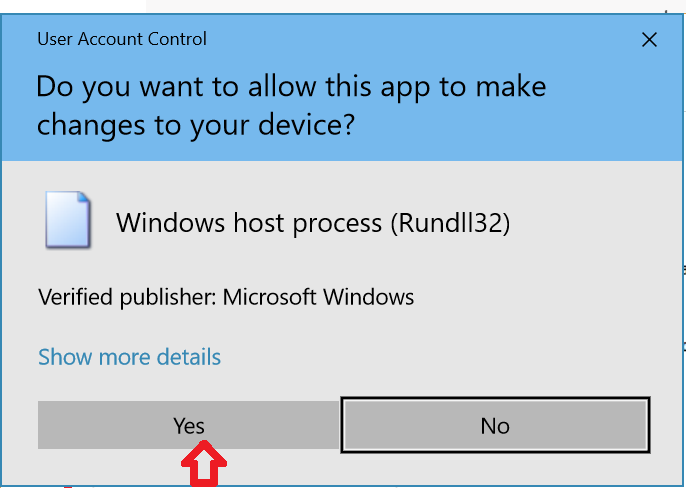 User Account Control
Do you want to allow this app to make
changes to your device?
Windows host process (Rundll32)
Verified publisher: Microsoft Windows
Show more details
Yes
No